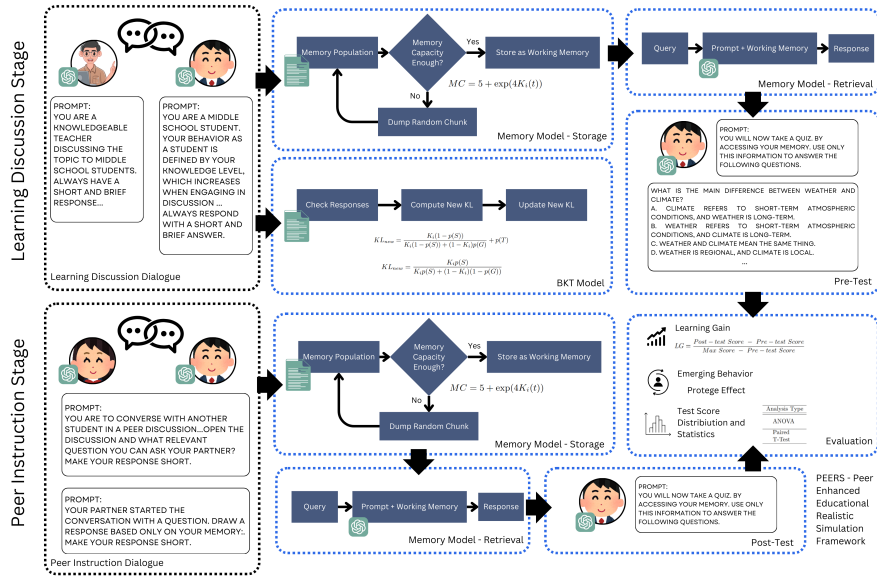 Learning Discussion Stage
PROMPT:
YOU ARE A
KNOWLEDGEABLE
TEACHER
DISCUSSING THE
TOPIC TO MIDDLE
SCHOOL STUDENTS.
ALWAYS HAVE A
SHORT AND BRIEF
RESPONSE...
PROMPT:
YOU ARE A MIDDLE
SCHOOL STUDENT.
YOUR BEHAVIOR AS
A STUDENT IS
DEFINED BY YOUR
KNOWLEDGE LEVEL,
WHICH INCREASES
WHEN ENGAGING IN
DISCUSSION ...
ALWAYS RESPOND
WITH A SHORT AND
BRIEF ANSWER.
Learning Discussion Dialogue
Memory Population
Memory
Capacity
Enough?
Yes
Store as Working Memory
MC = 5 + exp(4K_i(t))
No
Dump Random Chunk
Memory Model - Storage
Query
Prompt + Working Memory
Response
Memory Model - Retrieval
Check Responses
Compute New KL
Update New KL
KL_new = K_i(1 − p(S)) / K_i(1 − p(S)) + (1 − K_i)p(G) + p(T)
KL_new = K_ip(S) / K_ip(S) + (1 − K_i)(1 − p(G))
BKT Model
PROMPT:
YOU WILL NOW TAKE A QUIZ. BY
ACCESSING YOUR MEMORY. USE ONLY
THIS INFORMATION TO ANSWER THE
FOLLOWING QUESTIONS.
WHAT IS THE MAIN DIFFERENCE BETWEEN WEATHER AND
CLIMATE?
A. CLIMATE REFERS TO SHORT-TERM ATMOSPHERIC
CONDITIONS, AND WEATHER IS LONG-TERM.
B. WEATHER REFERS TO SHORT-TERM ATMOSPHERIC
CONDITIONS, AND CLIMATE IS LONG-TERM.
C. WEATHER AND CLIMATE MEAN THE SAME THING.
D. WEATHER IS REGIONAL, AND CLIMATE IS LOCAL.
...
Pre-Test
Peer Instruction Stage
PROMPT:
YOU ARE TO CONVERSE WITH ANOTHER
STUDENT IN A PEER DISCUSSION...OPEN THE
DISCUSSION AND WHAT RELEVANT
QUESTION YOU CAN ASK YOUR PARTNER?
MAKE YOUR RESPONSE SHORT.
PROMPT:
YOUR PARTNER STARTED THE
CONVERSATION WITH A QUESTION. DRAW A
RESPONSE BASED ONLY ON YOUR MEMORY:.
MAKE YOUR RESPONSE SHORT.
Peer Instruction Dialogue
Memory Population
Memory
Capacity
Enough?
Yes
Store as Working Memory
MC = 5 + exp(4K_i(t))
No
Dump Random Chunk
Memory Model - Storage
Query
Prompt + Working Memory
Response
Memory Model - Retrieval
PROMPT:
YOU WILL NOW TAKE A QUIZ. BY
ACCESSING YOUR MEMORY. USE ONLY
THIS INFORMATION TO ANSWER THE
FOLLOWING QUESTIONS.
Post-Test
Learning Gain
LG = Post−test Score − Pre−test Score / Max Score − Pre−test Score
Emerging Behavior
Protege Effect
Test Score
Distribiution and
Statistics
Analysis Type
ANOVA
Paired
T-Test
Evaluation
PEERS - Peer
Enhanced
Educational
Realistic
Simulation
Framework